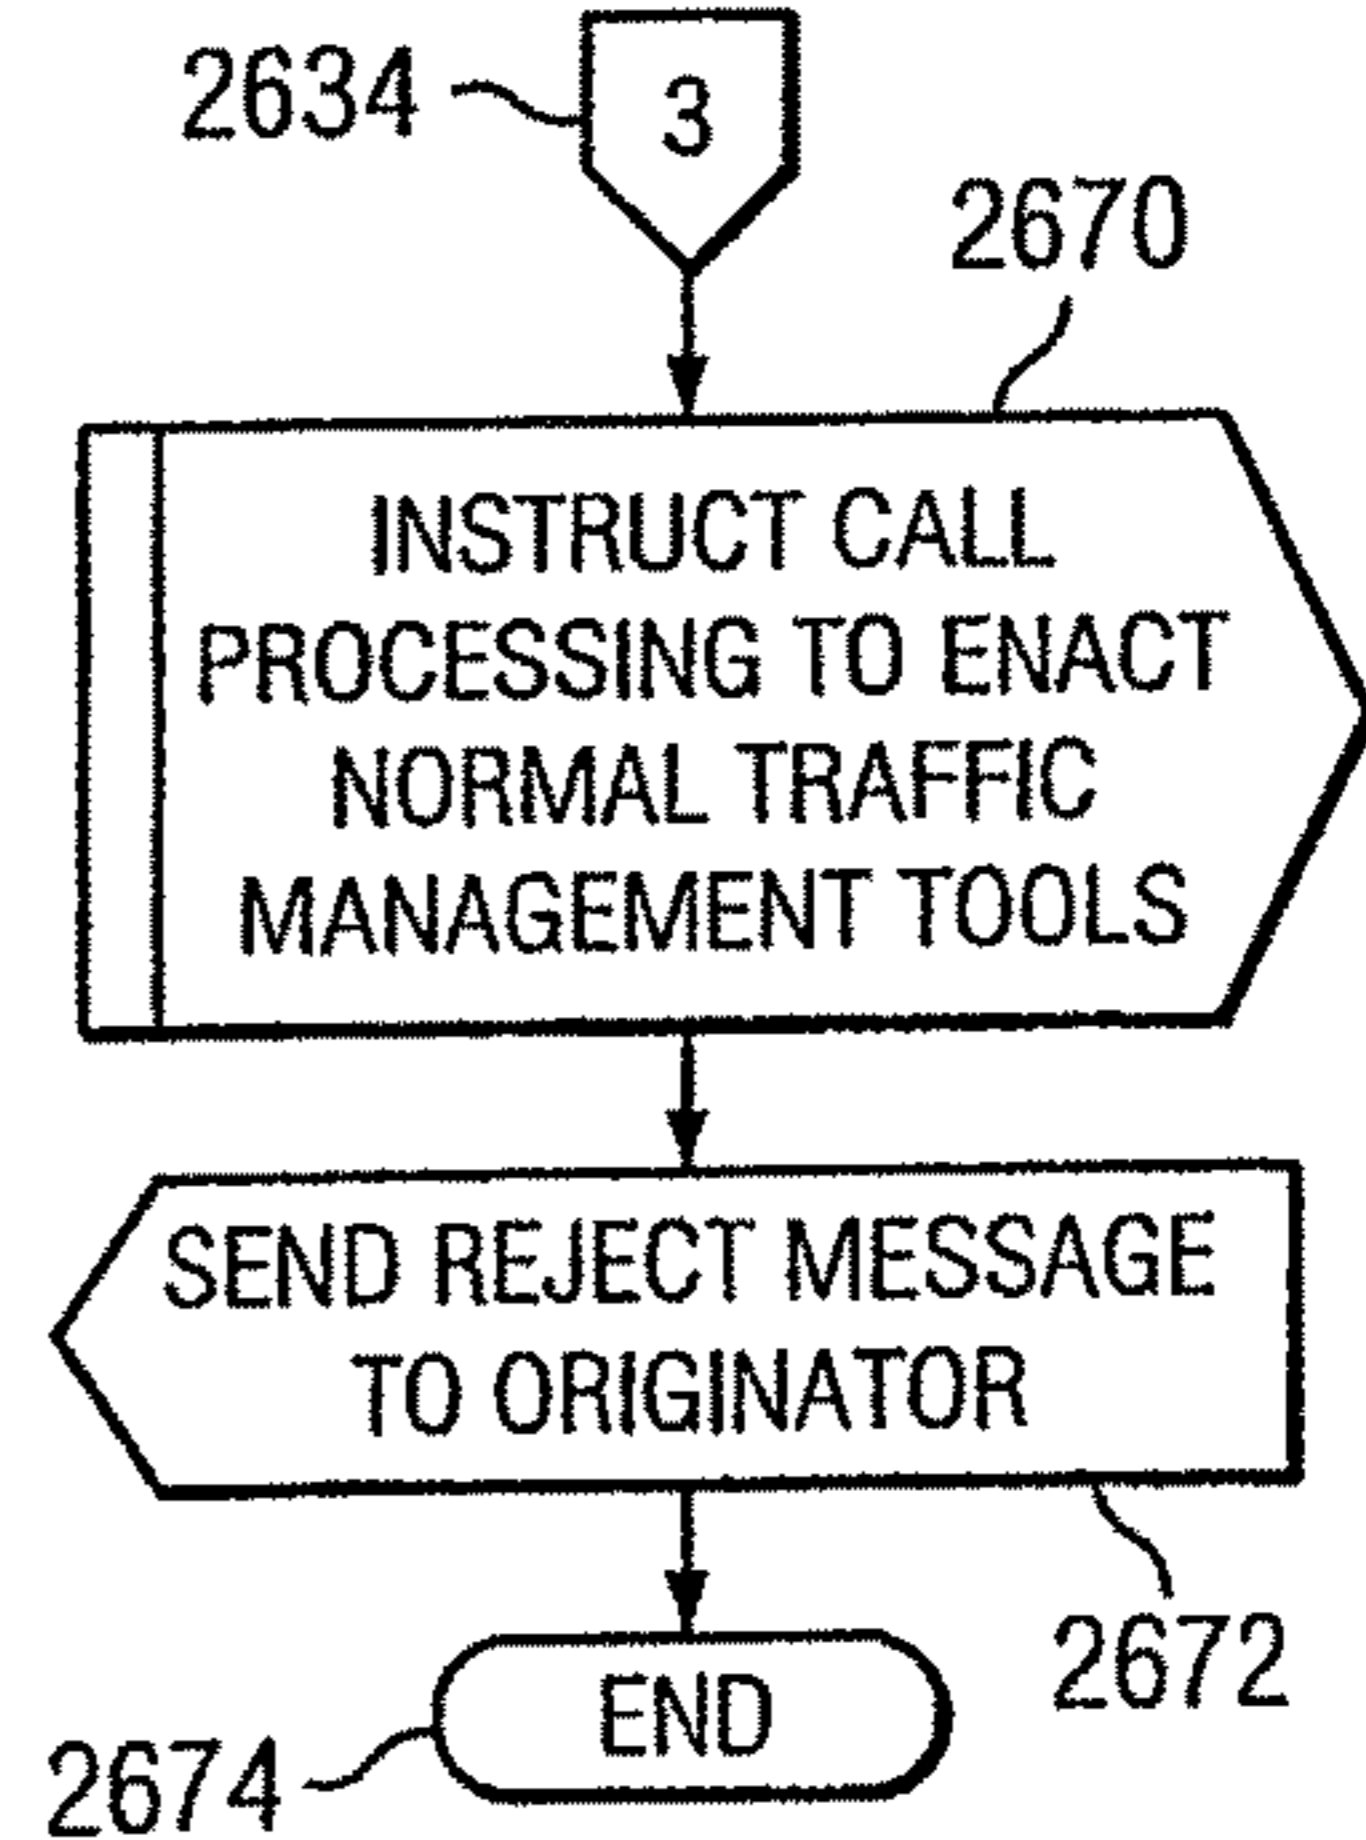 2634
3
2670
INSTRUCT CALL
PROCESSING TO ENACT
NORMAL TRAFFIC
MANAGEMENT TOOLS
SEND REJECT MESSAGE
TO ORIGINATOR
2672
END
2674